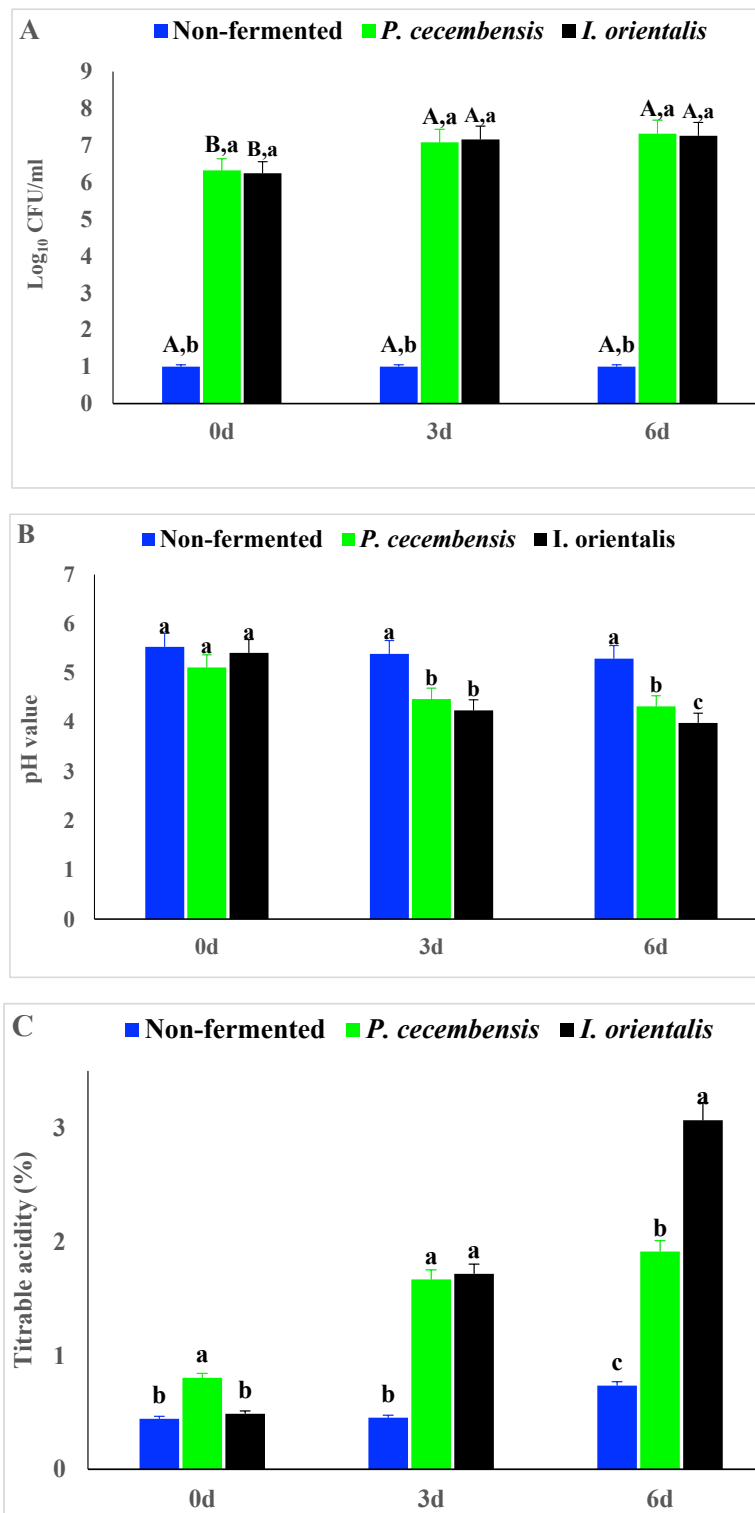 A
Non-fermented P. cecembensis I. orientalis
9
8
7
6
5
4
3
2
1
0
Log10 CFU/ml
A,b B,a B,a
A,b A,a A,a
A,b A,a A,a
0d 3d 6d
B
Non-fermented P. cecembensis I. orientalis
7
6
5
4
3
2
1
0
pH value
a a a
a b b
a b c
0d 3d 6d
C
Non-fermented P. cecembensis I. orientalis
3
2
1
0
Titrable acidity (%)
b a b
b a a
c b a
0d 3d 6d